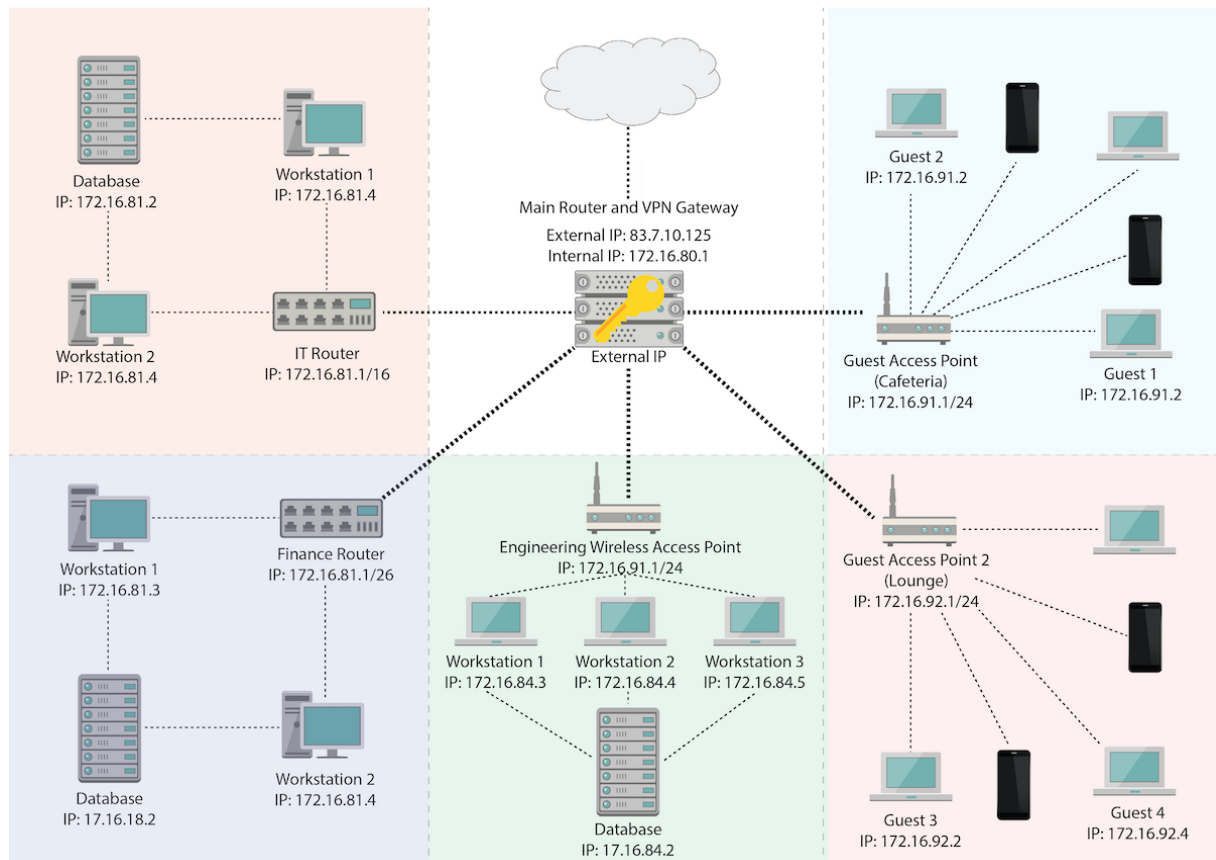 Database
IP: 172.16.81.2
Workstation 1
IP: 172.16.81.4
Workstation 2
IP: 172.16.81.4
IT Router
IP: 172.16.81.1/16
Main Router and VPN Gateway
External IP: 83.7.10.125
Internal IP: 172.16.80.1
External IP
Guest 2
IP: 172.16.91.2
Guest Access Point
(Cafeteria)
IP: 172.16.91.1/24
Guest 1
IP: 172.16.91.2
Workstation 1
IP: 172.16.81.3
Finance Router
IP: 172.16.81.1/26
Database
IP: 17.16.18.2
Workstation 2
IP: 172.16.81.4
Engineering Wireless Access Point
IP: 172.16.91.1/24
Workstation 1
IP: 172.16.84.3
Workstation 2
IP: 172.16.84.4
Workstation 3
IP: 172.16.84.5
Database
IP: 17.16.84.2
Guest Access Point 2
(Lounge)
IP: 172.16.92.1/24
Guest 3
IP: 172.16.92.2
Guest 4
IP: 172.16.92.4